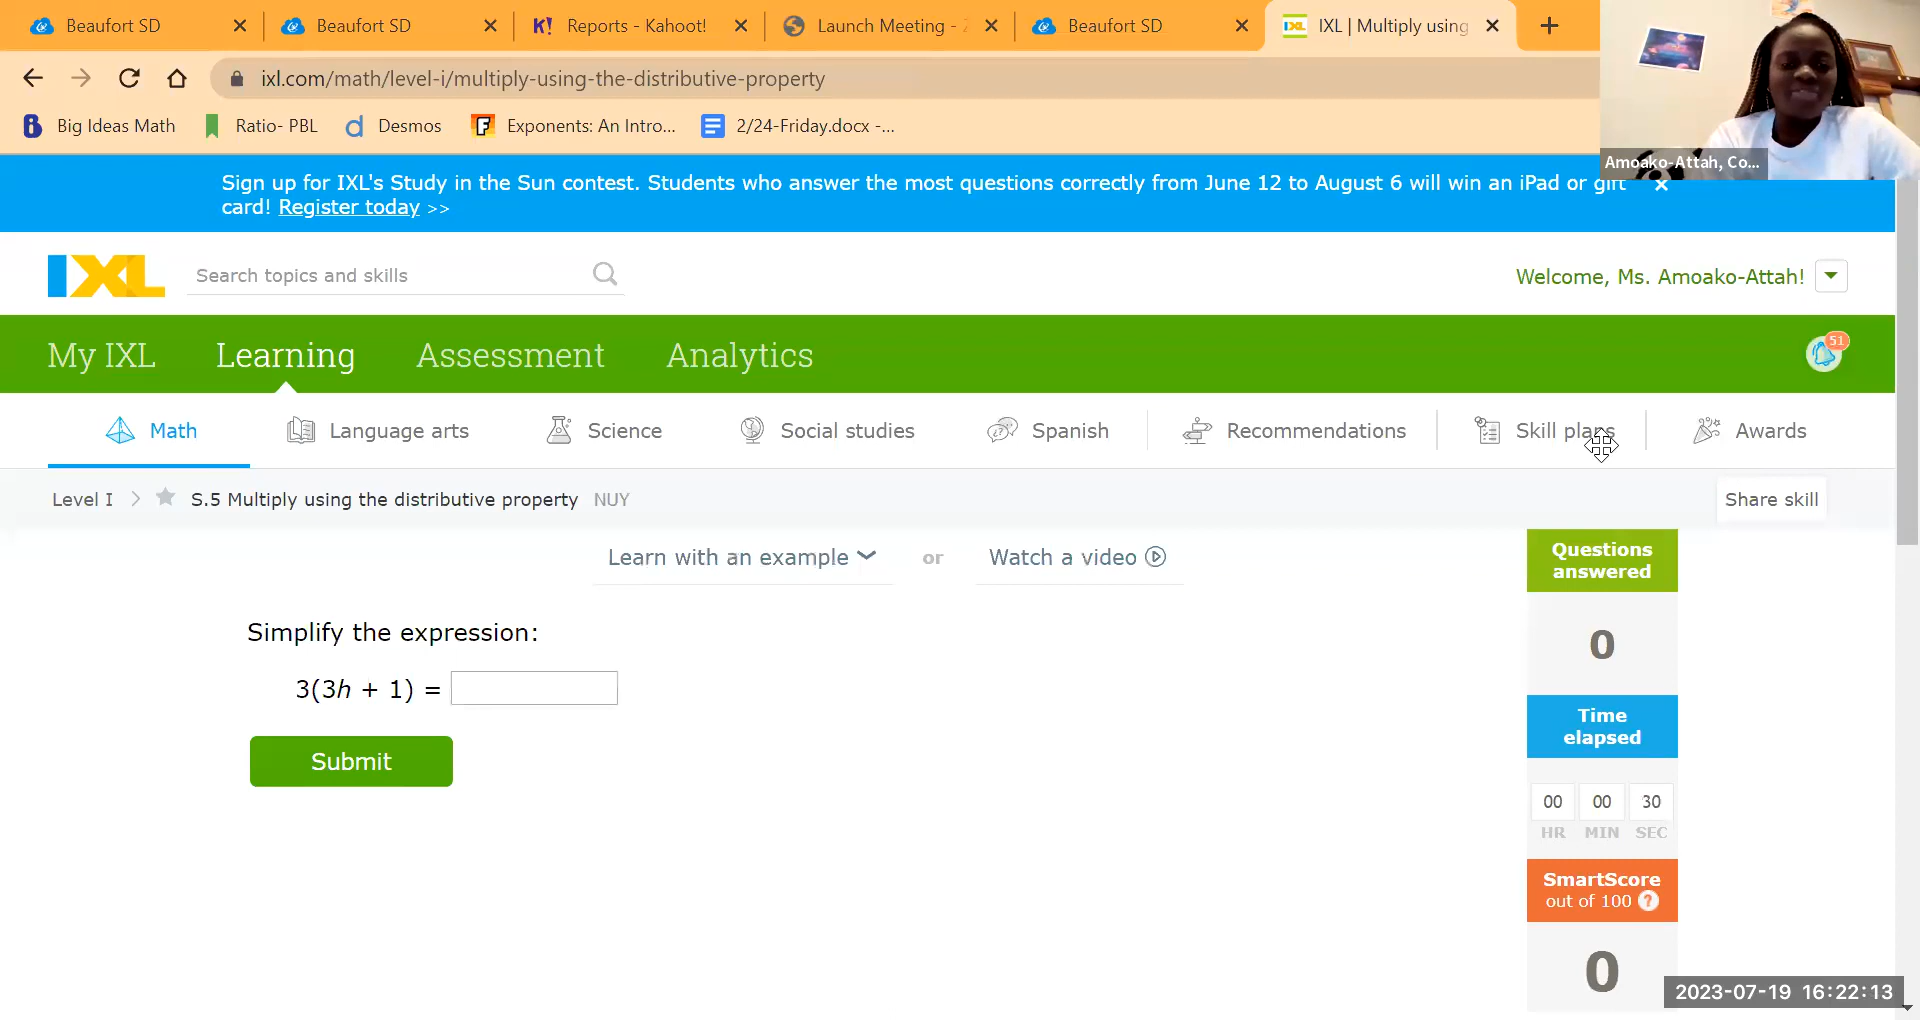 Beaufort SD
Beaufort SD
K! Reports - Kahoot!
Launch Meeting -
Beaufort SD
IXL IXL | Multiply using
ixl.com/math/level-i/multiply-using-the-distributive-property
Big Ideas Math
Ratio- PBL
d Desmos
F Exponents: An Intro...
2/24-Friday.docx -...
Amoako-Attah, Co...
Sign up for IXL's Study in the Sun contest. Students who answer the most questions correctly from June 12 to August 6 will win an iPad or gift
card! Register today >>
IXL
Search topics and skills
Welcome, Ms. Amoako-Attah!
My IXL
Learning
Assessment
Analytics
51
Math
Language arts
Science
Social studies
Spanish
Recommendations
Skill plans
Awards
Level I > S.5 Multiply using the distributive property NUY
Share skill
Learn with an example
or
Watch a video
Questions
answered
0
Simplify the expression:
3(3h + 1) =
Submit
Time
elapsed
00 00 30
HR MIN SEC
SmartScore
out of 100 ?
0
2023-07-19 16:22:13